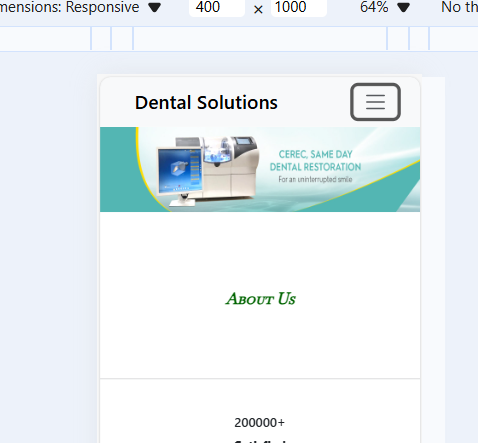 mensions: Responsive ▼ 400 × 1000 64% ▼ No th
Dental Solutions
CEREC, SAME DAY
DENTAL RESTORATION
For an uninterrupted smile
About Us
200000+